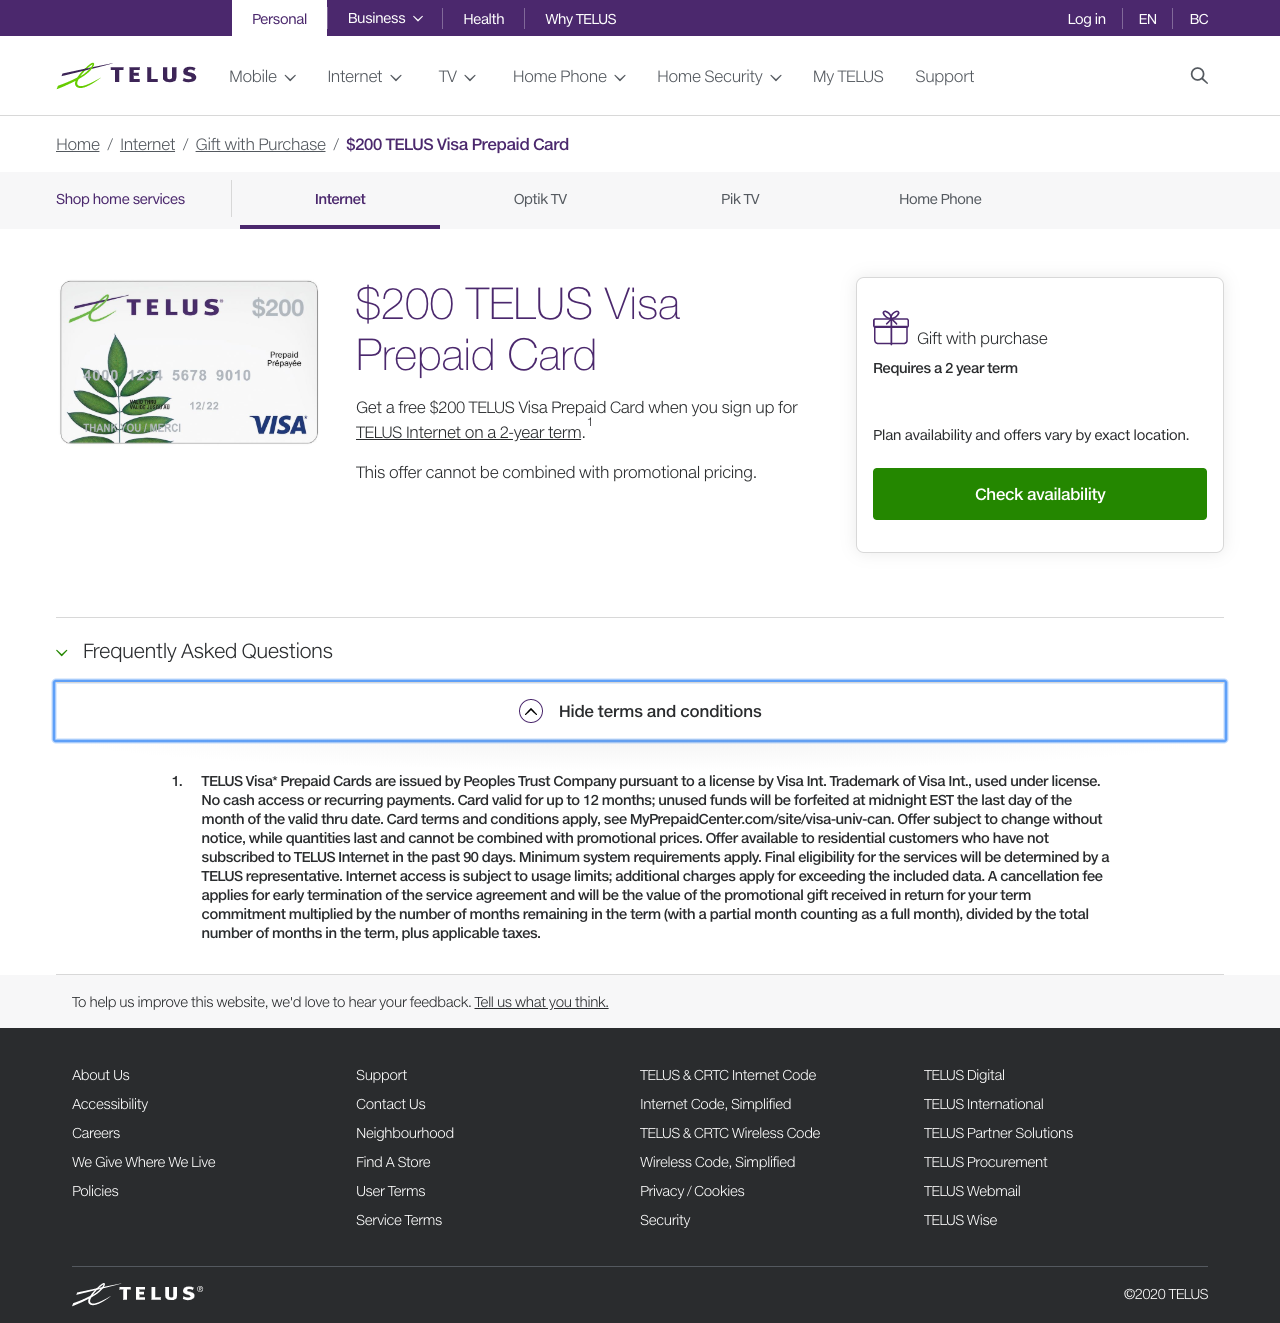 Personal
Business
Health
Why TELUS
Log in
EN
BC
TELUS
Mobile
Internet
TV
Home Phone
Home Security
My TELUS
Support
Home / Internet / Gift with Purchase / $200 TELUS Visa Prepaid Card
Shop home services
Internet
Optik TV
Pik TV
Home Phone
TELUS® $200
Prepaid
Prépayée
4000 1234 5678 9010
VALID THRU
VALIDE JUSQU'AU
12/22
THANK YOU / MERCI
VISA
$200 TELUS Visa
Prepaid Card
Get a free $200 TELUS Visa Prepaid Card when you sign up for
TELUS Internet on a 2-year term.1
This offer cannot be combined with promotional pricing.
Gift with purchase
Requires a 2 year term
Plan availability and offers vary by exact location.
Check availability
Frequently Asked Questions
Hide terms and conditions
1. TELUS Visa* Prepaid Cards are issued by Peoples Trust Company pursuant to a license by Visa Int. Trademark of Visa Int., used under license.
No cash access or recurring payments. Card valid for up to 12 months; unused funds will be forfeited at midnight EST the last day of the
month of the valid thru date. Card terms and conditions apply, see MyPrepaidCenter.com/site/visa-univ-can. Offer subject to change without
notice, while quantities last and cannot be combined with promotional prices. Offer available to residential customers who have not
subscribed to TELUS Internet in the past 90 days. Minimum system requirements apply. Final eligibility for the services will be determined by a
TELUS representative. Internet access is subject to usage limits; additional charges apply for exceeding the included data. A cancellation fee
applies for early termination of the service agreement and will be the value of the promotional gift received in return for your term
commitment multiplied by the number of months remaining in the term (with a partial month counting as a full month), divided by the total
number of months in the term, plus applicable taxes.
To help us improve this website, we'd love to hear your feedback. Tell us what you think.
About Us
Accessibility
Careers
We Give Where We Live
Policies
Support
Contact Us
Neighbourhood
Find A Store
User Terms
Service Terms
TELUS & CRTC Internet Code
Internet Code, Simplified
TELUS & CRTC Wireless Code
Wireless Code, Simplified
Privacy / Cookies
Security
TELUS Digital
TELUS International
TELUS Partner Solutions
TELUS Procurement
TELUS Webmail
TELUS Wise
TELUS®
©2020 TELUS